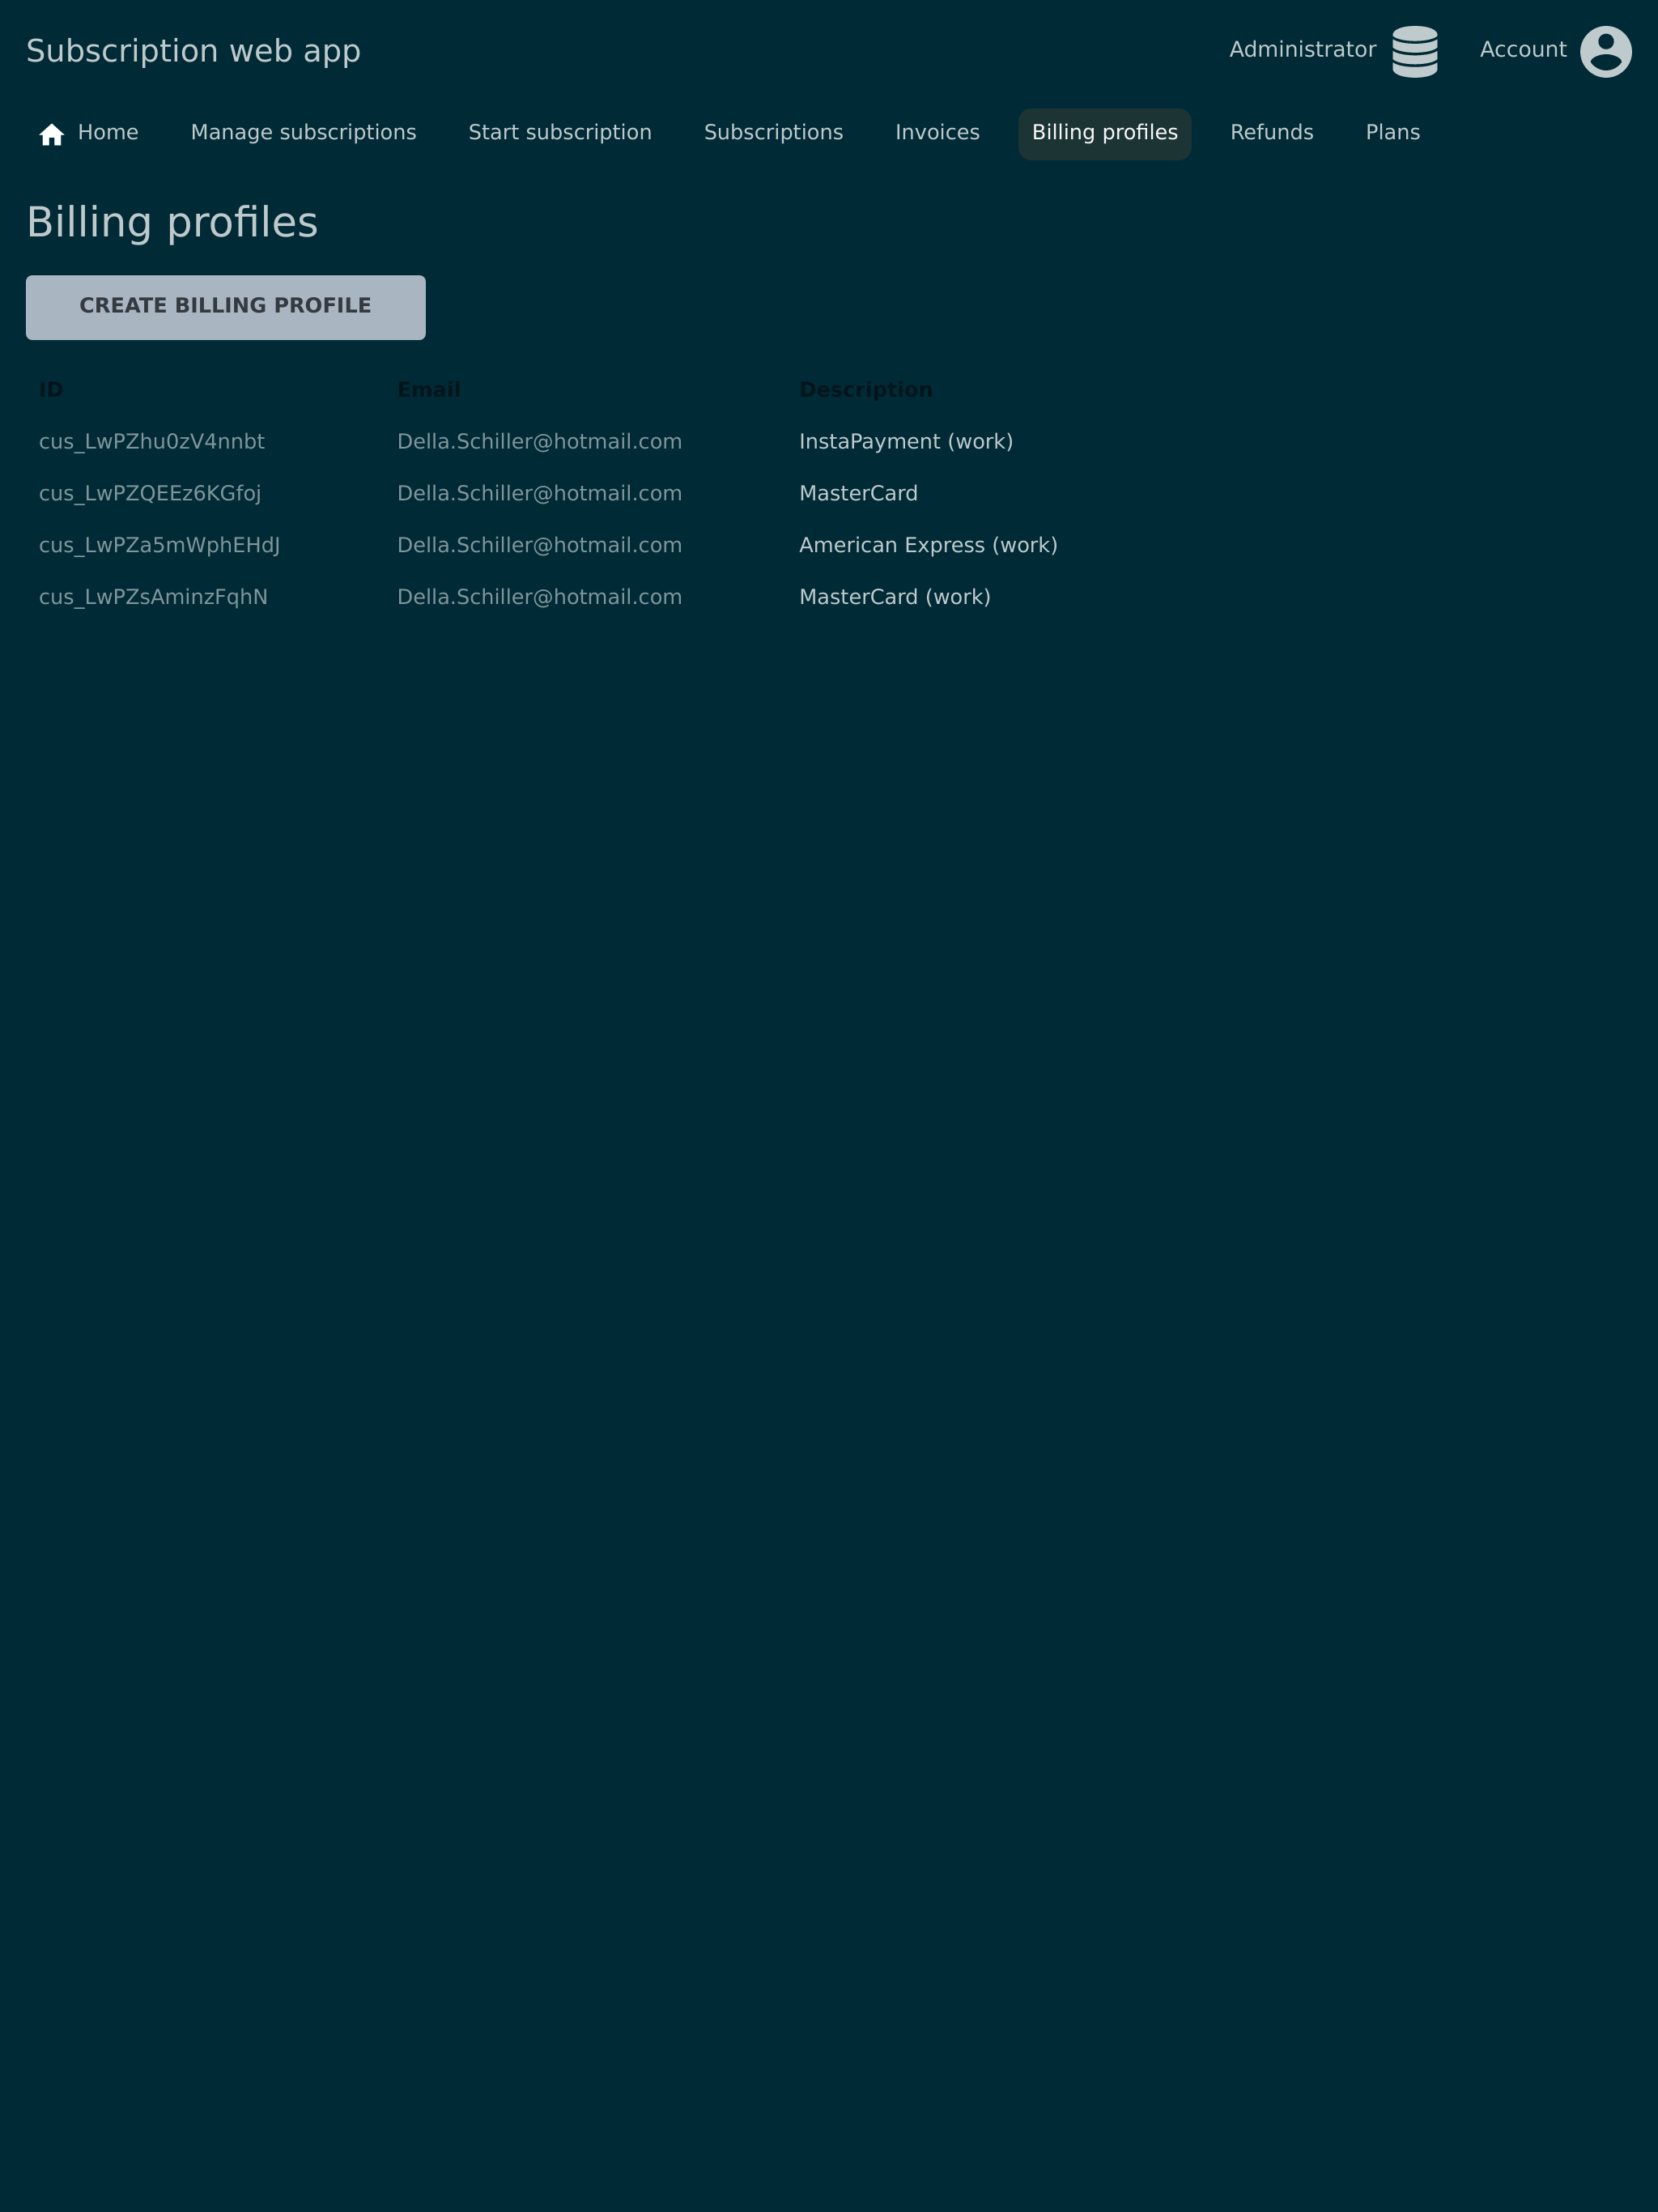 Subscription web app Administrator Account
Home Manage subscriptions Start subscription Subscriptions Invoices Billing profiles Refunds Plans
Billing profiles
CREATE BILLING PROFILE
ID Email Description
cus_LwPZhu0zV4nnbt Della.Schiller@hotmail.com InstaPayment (work)
cus_LwPZQEEz6KGfoj Della.Schiller@hotmail.com MasterCard
cus_LwPZa5mWphEHdJ Della.Schiller@hotmail.com American Express (work)
cus_LwPZsAminzFqhN Della.Schiller@hotmail.com MasterCard (work)